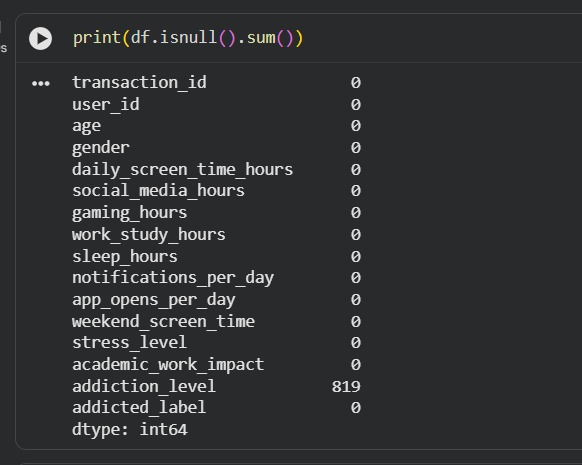 print(df.isnull().sum())
transaction_id 0
user_id 0
age 0
gender 0
daily_screen_time_hours 0
social_media_hours 0
gaming_hours 0
work_study_hours 0
sleep_hours 0
notifications_per_day 0
app_opens_per_day 0
weekend_screen_time 0
stress_level 0
academic_work_impact 0
addiction_level 819
addicted_label 0
dtype: int64